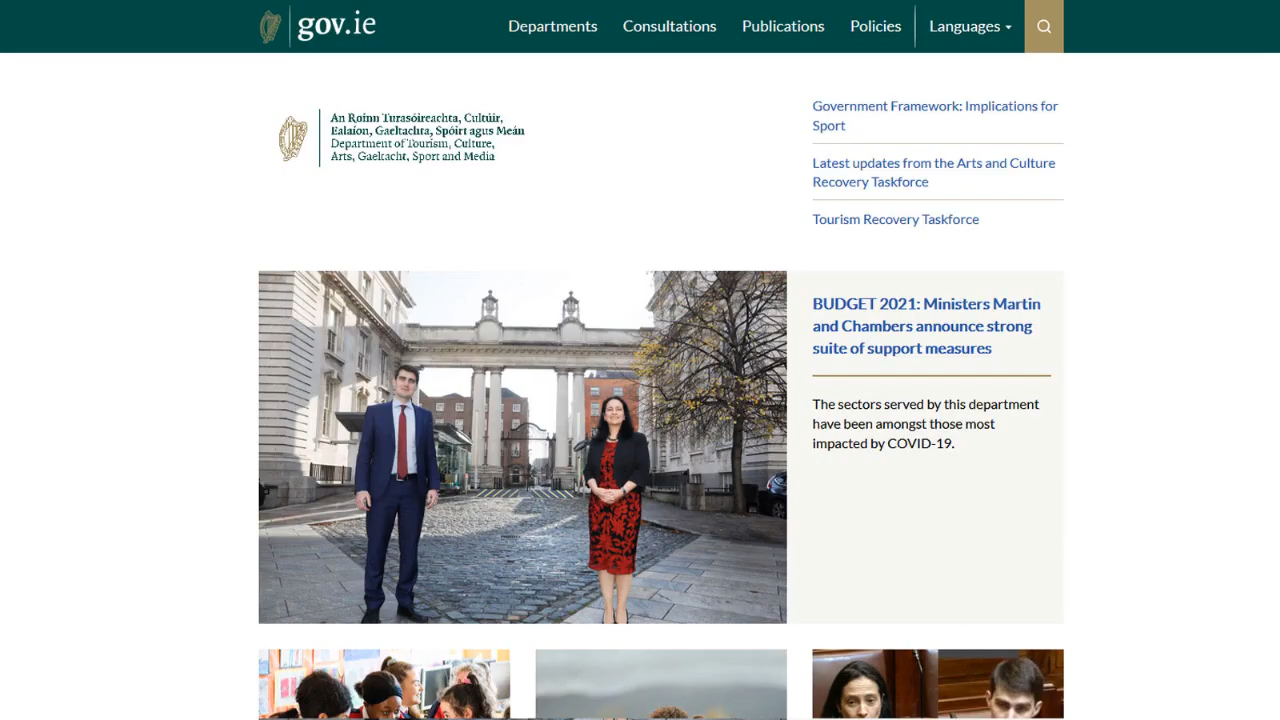 gov.ie
Departments
Consultations
Publications
Policies
Languages
An Roinn Turasóireachta, Cultúir,
Ealaíon, Gaeltachta, Spóirt agus Meán
Department of Tourism, Culture,
Arts, Gaeltacht, Sport and Media
Government Framework: Implications for
Sport
Latest updates from the Arts and Culture
Recovery Taskforce
Tourism Recovery Taskforce
BUDGET 2021: Ministers Martin
and Chambers announce strong
suite of support measures
The sectors served by this department
have been amongst those most
impacted by COVID-19.